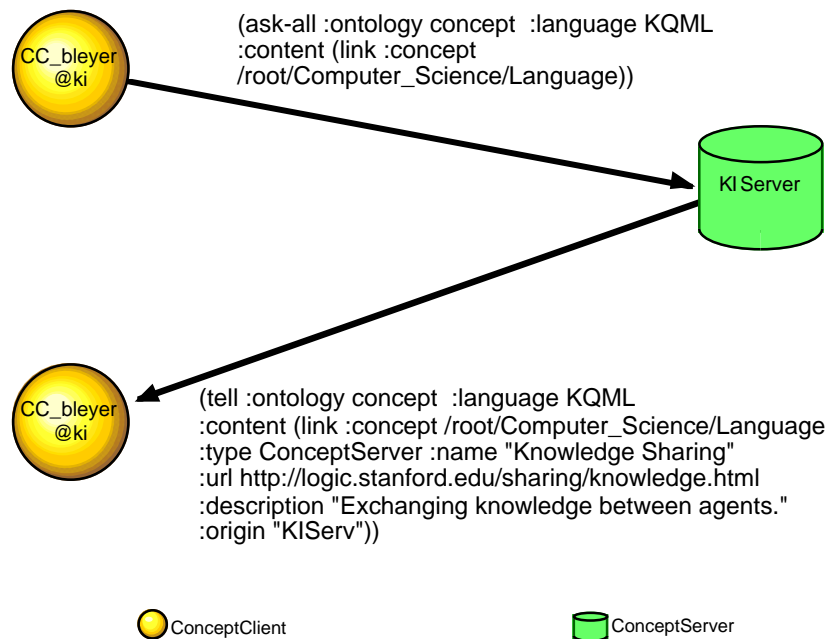 (ask-all :ontology concept :language KQML
:content (link :concept
/root/Computer_Science/Language))
CC_bleyer
@ki
KI Server
CC_bleyer
@ki
(tell :ontology concept :language KQML
:content (link :concept /root/Computer_Science/Language
:type ConceptServer :name "Knowledge Sharing"
:url http://logic.stanford.edu/sharing/knowledge.html
:description "Exchanging knowledge between agents."
:origin "KIServ"))
ConceptClient
ConceptServer